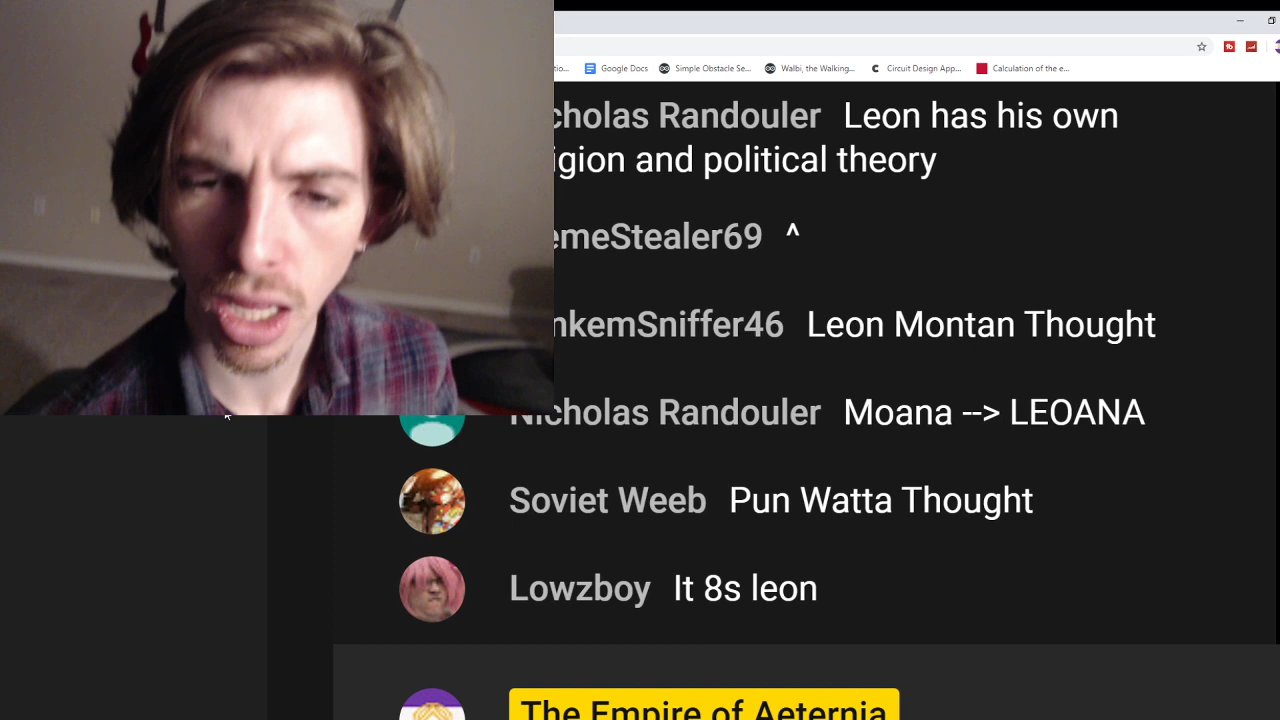 Google Docs Simple Obstacle Se... Walbi, the Walking... Circuit Design App... Calculation of the e...
cholas Randouler Leon has his own
igion and political theory
emeStealer69 ^
nkemSniffer46 Leon Montan Thought
Nicholas Randouler Moana --> LEOANA
Soviet Weeb Pun Watta Thought
Lowzboy It 8s leon
The Empire of Aeternia